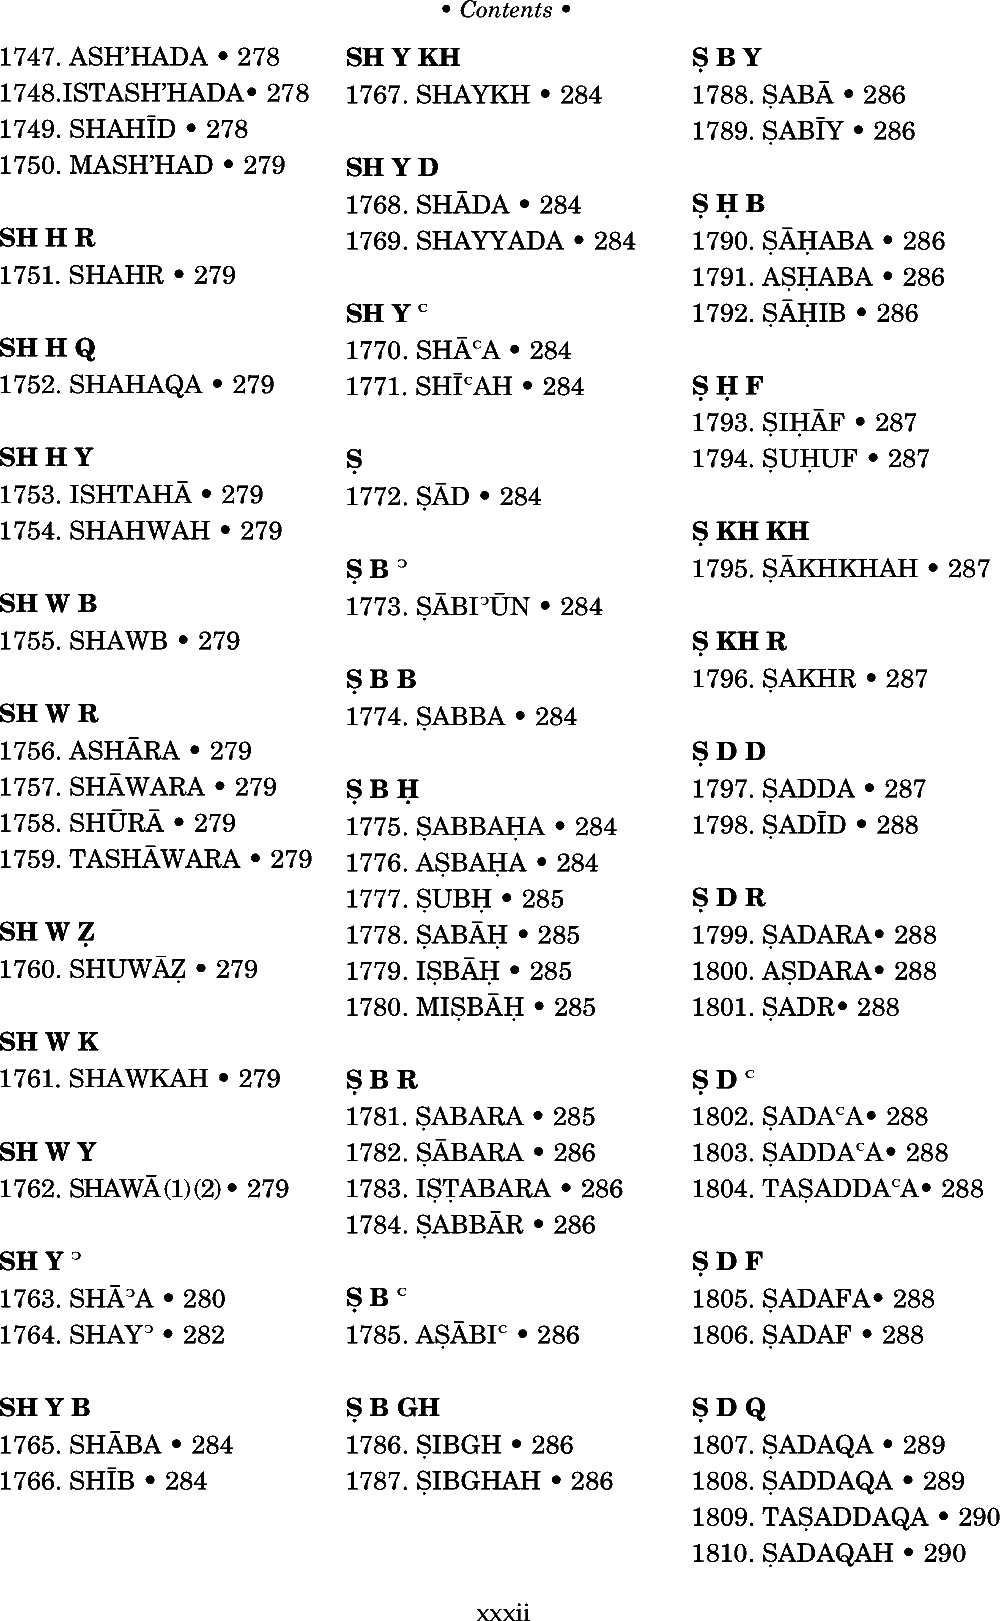 • Contents •
1747. ASH’HADA • 278
1748.ISTASH’HADA• 278
1749. SHAHĪD • 278
1750. MASH’HAD • 279
SH H R
1751. SHAHR • 279
SH H Q
1752. SHAHAQA • 279
SH H Y
1753. ISHTAHĀ • 279
1754. SHAHWAH • 279
SH W B
1755. SHAWB • 279
SH W R
1756. ASHĀRA • 279
1757. SHĀWARA • 279
1758. SHŪRĀ • 279
1759. TASHĀWARA • 279
SH W Ẓ
1760. SHUWĀẒ • 279
SH W K
1761. SHAWKAH • 279
SH W Y
1762. SHAWĀ (1) (2) • 279
SH Y ᵓ
1763. SHĀᵓA • 280
1764. SHAYᵓ • 282
SH Y B
1765. SHĀBA • 284
1766. SHĪB • 284
SH Y KH
1767. SHAYKH • 284
SH Y D
1768. SHĀDA • 284
1769. SHAYYADA • 284
SH Y ᶜ
1770. SHĀᶜA • 284
1771. SHĪᶜAH • 284
Ṣ
1772. ṢĀD • 284
Ṣ B ᵓ
1773. ṢĀBIᵓŪN • 284
Ṣ B B
1774. ṢABBA • 284
Ṣ B Ḥ
1775. ṢABBAḤA • 284
1776. AṢBAḤA • 284
1777. ṢUBḤ • 285
1778. ṢABĀḤ • 285
1779. IṢBĀḤ • 285
1780. MIṢBĀḤ • 285
Ṣ B R
1781. ṢABARA • 285
1782. ṢĀBARA • 286
1783. IṢṬABARA • 286
1784. ṢABBĀR • 286
Ṣ B ᶜ
1785. AṢĀBIᶜ • 286
Ṣ B GH
1786. ṢIBGH • 286
1787. ṢIBGHAH • 286
Ṣ B Y
1788. ṢABĀ • 286
1789. ṢABĪY • 286
Ṣ Ḥ B
1790. ṢĀḤABA • 286
1791. AṢḤABA • 286
1792. ṢĀḤIB • 286
Ṣ Ḥ F
1793. ṢIḤĀF • 287
1794. ṢUḤUF • 287
Ṣ KH KH
1795. ṢĀKHKHAH • 287
Ṣ KH R
1796. ṢAKHR • 287
Ṣ D D
1797. ṢADDA • 287
1798. ṢADĪD • 288
Ṣ D R
1799. ṢADARA• 288
1800. AṢDARA• 288
1801. ṢADR• 288
Ṣ D ᶜ
1802. ṢADAᶜA• 288
1803. ṢADDAᶜA• 288
1804. TAṢADDAᶜA• 288
Ṣ D F
1805. ṢADAFA• 288
1806. ṢADAF • 288
Ṣ D Q
1807. ṢADAQA • 289
1808. ṢADDAQA • 289
1809. TAṢADDAQA • 290
1810. ṢADAQAH • 290
xxxii